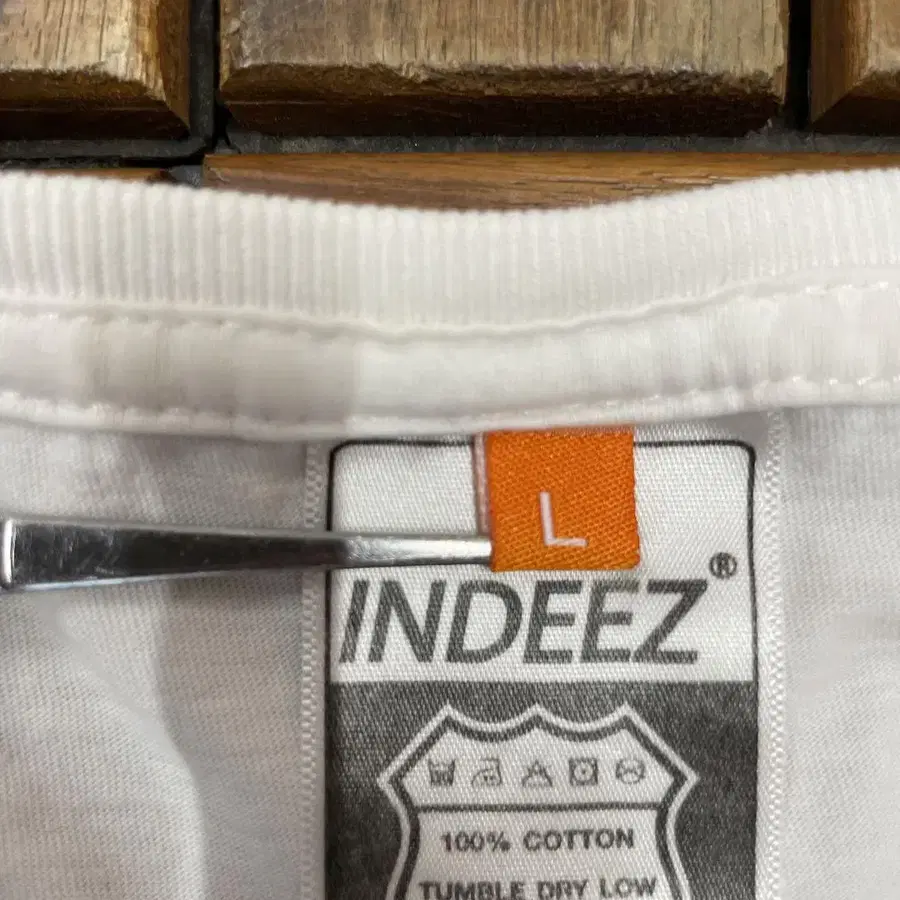 L
INDEEZ®
100% COTTON
TUMBLE DRY LOW